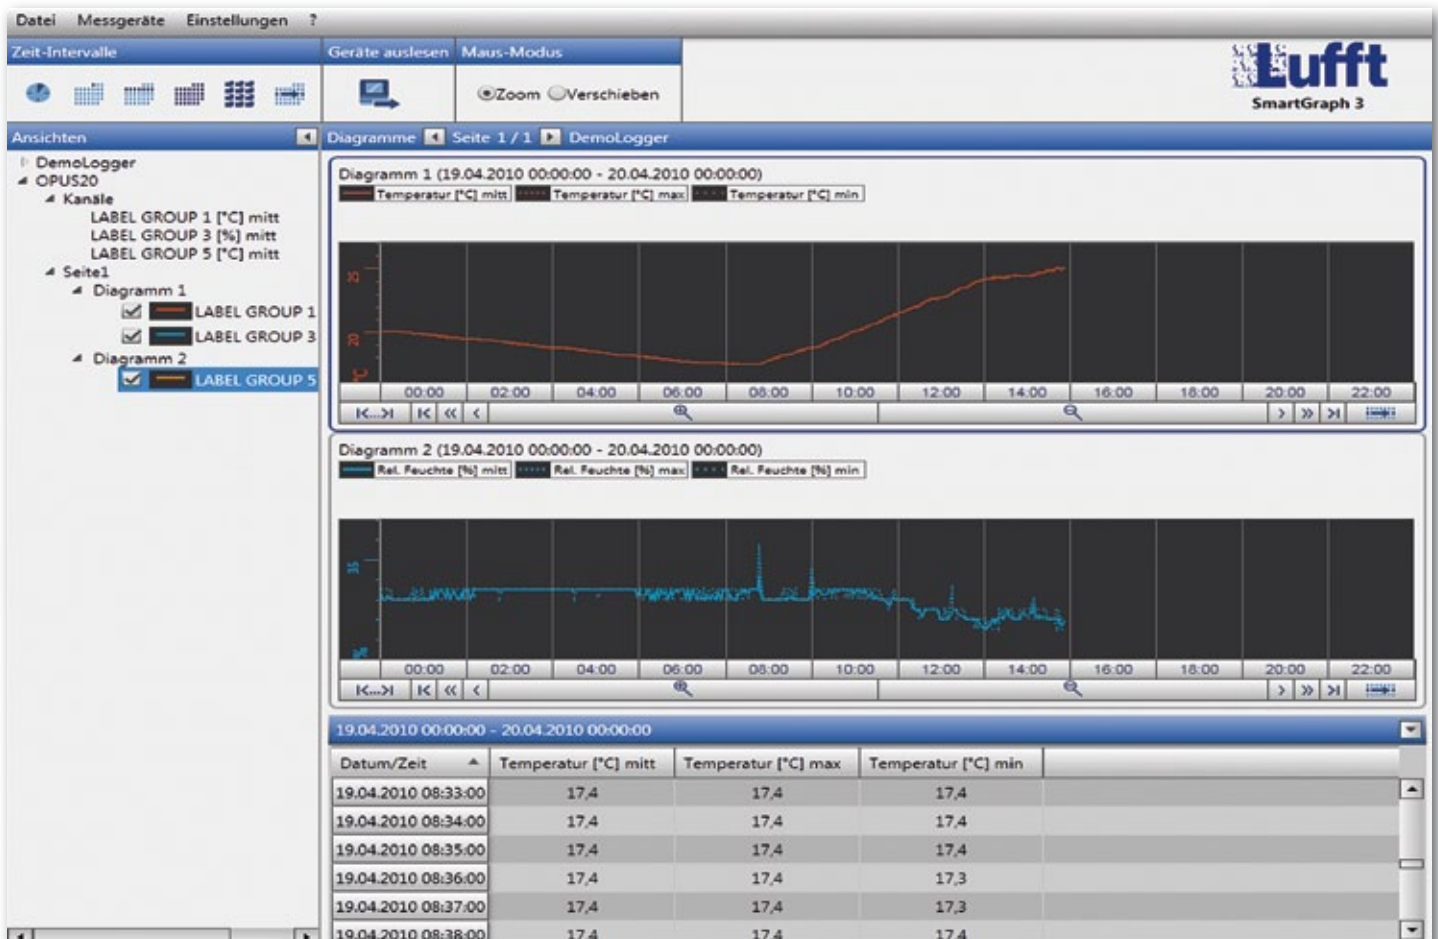 Datei Messgeräte Einstellungen ?
Zeit-Intervalle Geräte auslesen Maus-Modus
Zoom Verschieben
Lufft
SmartGraph 3
Ansichten Diagramme Seite 1 / 1 DemoLogger
DemoLogger
OPUS20
Kanäle
LABEL GROUP 1 [°C] mitt
LABEL GROUP 3 [%] mitt
LABEL GROUP 5 [°C] mitt
Seite1
Diagramm 1
LABEL GROUP 1
LABEL GROUP 3
Diagramm 2
LABEL GROUP 5
Diagramm 1 (19.04.2010 00:00:00 - 20.04.2010 00:00:00)
Temperatur [°C] mitt Temperatur [°C] max Temperatur [°C] min
25
20
°C
00:00 02:00 04:00 06:00 08:00 10:00 12:00 14:00 16:00 18:00 20:00 22:00
Diagramm 2 (19.04.2010 00:00:00 - 20.04.2010 00:00:00)
Rel. Feuchte [%] mitt Rel. Feuchte [%] max Rel. Feuchte [%] min
35
%
00:00 02:00 04:00 06:00 08:00 10:00 12:00 14:00 16:00 18:00 20:00 22:00
19.04.2010 00:00:00 - 20.04.2010 00:00:00
Datum/Zeit Temperatur [°C] mitt Temperatur [°C] max Temperatur [°C] min
19.04.2010 08:33:00 17,4 17,4 17,4
19.04.2010 08:34:00 17,4 17,4 17,4
19.04.2010 08:35:00 17,4 17,4 17,4
19.04.2010 08:36:00 17,4 17,4 17,3
19.04.2010 08:37:00 17,4 17,4 17,3
19.04.2010 08:38:00 17,4 17,4 17,4